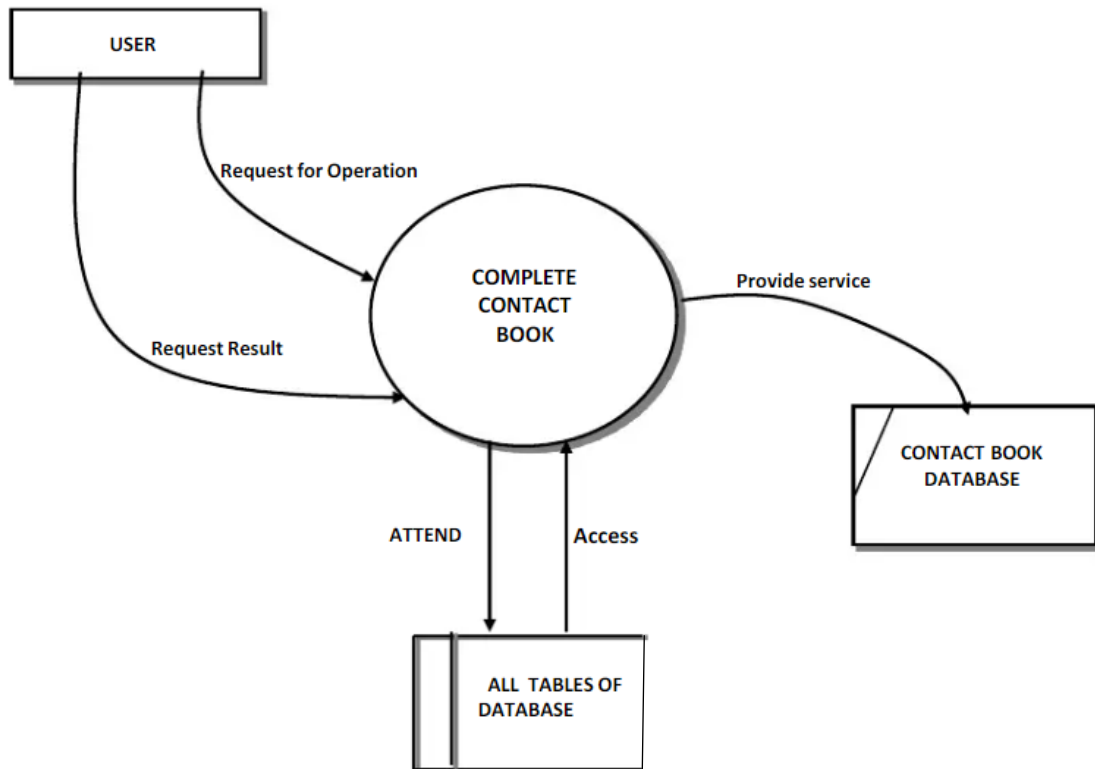 USER
Request for Operation
COMPLETE
CONTACT
BOOK
Provide service
Request Result
CONTACT BOOK
DATABASE
ATTEND
Access
ALL TABLES OF
DATABASE